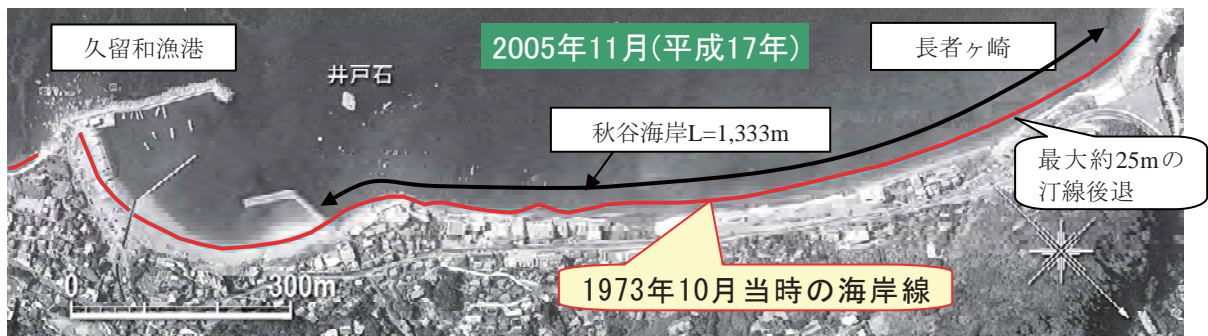 久留和漁港
2005年11月(平成17年)
長者ヶ崎
井戸石
秋谷海岸L=1,333m
最大約25mの
汀線後退
1973年10月当時の海岸線
0
300m